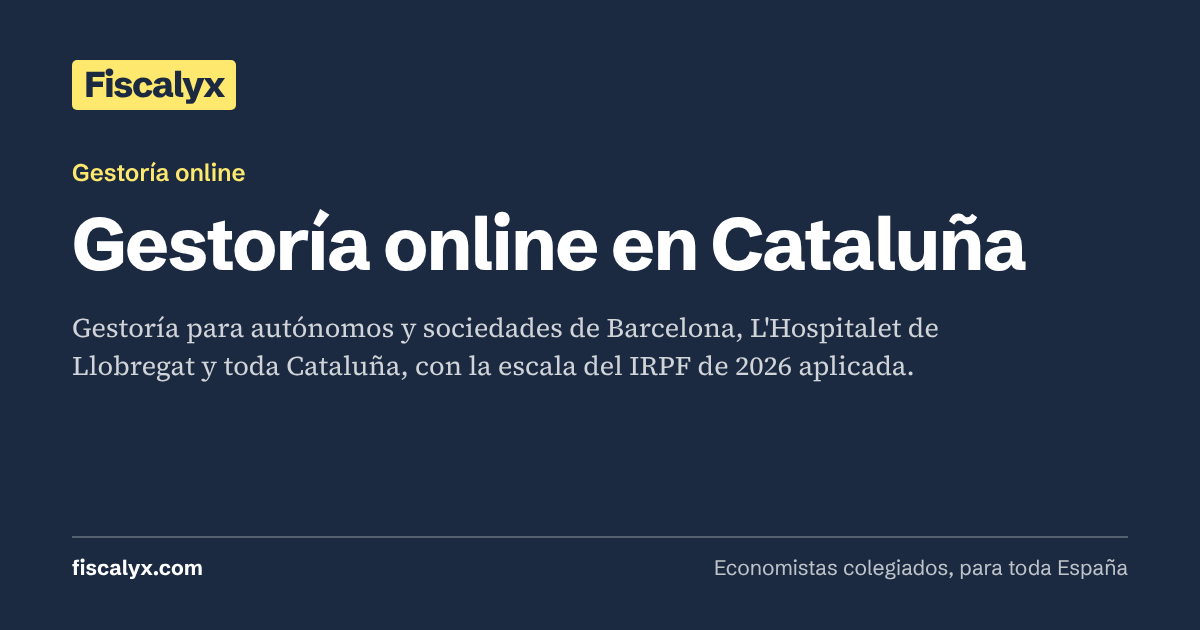 Fiscalyx
Gestoría online
Gestoría online en Cataluña
Gestoría para autónomos y sociedades de Barcelona, L'Hospitalet de
Llobregat y toda Cataluña, con la escala del IRPF de 2026 aplicada.
fiscalyx.com
Economistas colegiados, para toda España